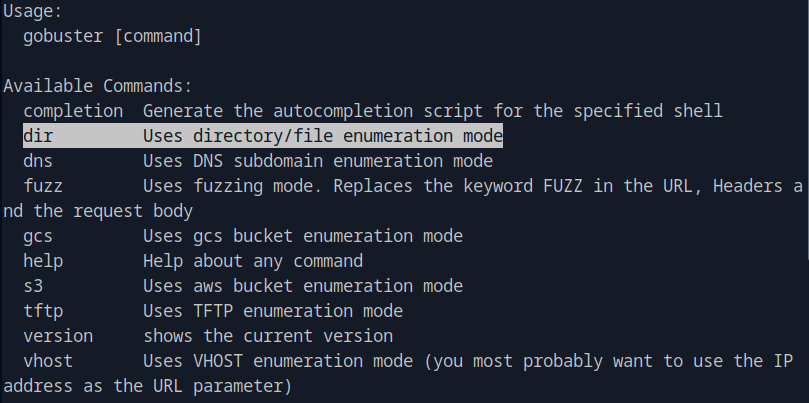 Usage:
  gobuster [command]

Available Commands:
  completion  Generate the autocompletion script for the specified shell
  dir         Uses directory/file enumeration mode
  dns         Uses DNS subdomain enumeration mode
  fuzz        Uses fuzzing mode. Replaces the keyword FUZZ in the URL, Headers a
nd the request body
  gcs         Uses gcs bucket enumeration mode
  help        Help about any command
  s3          Uses aws bucket enumeration mode
  tftp        Uses TFTP enumeration mode
  version     shows the current version
  vhost       Uses VHOST enumeration mode (you most probably want to use the IP
address as the URL parameter)